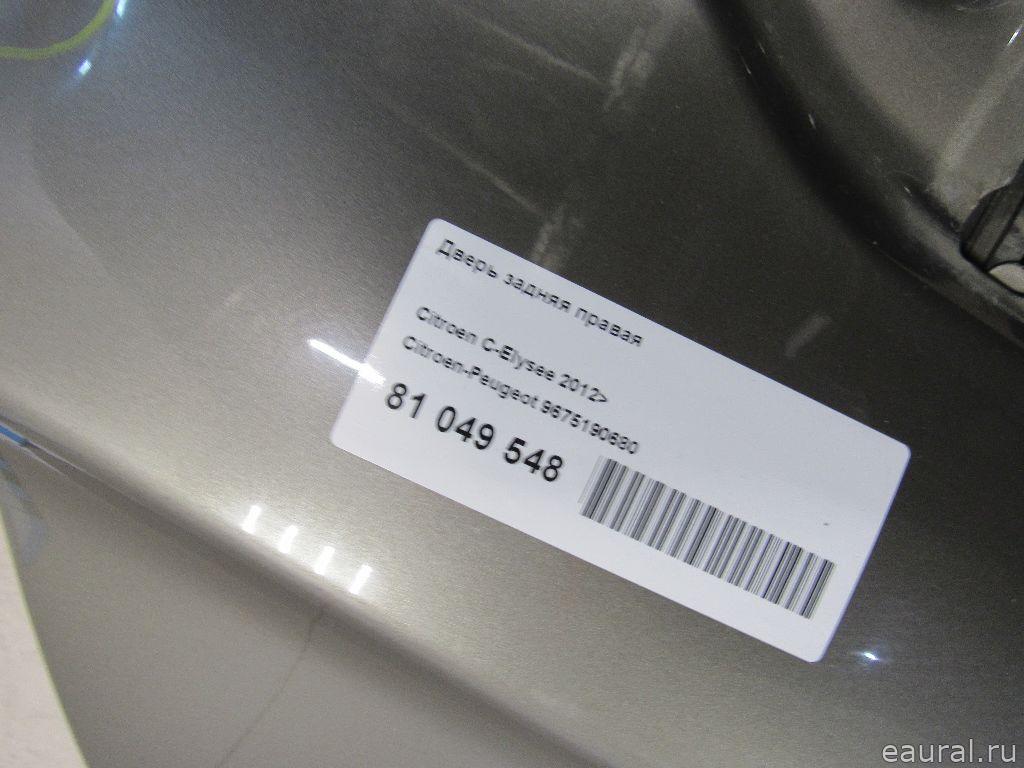 Дверь задняя правая
Citroen C-Elysee 2012>
Citroen-Peugeot 9675190680
81 049 548
eaural.ru